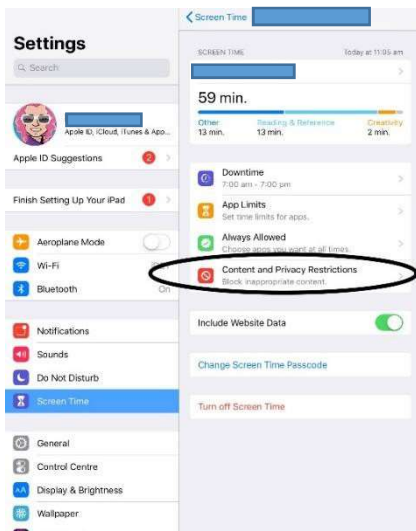 Settings
Search
Apple ID, iCloud, iTunes & App...
Apple ID Suggestions 2
Finish Setting Up Your iPad 1
Aeroplane Mode
Wi-Fi
Bluetooth On
Notifications
Sounds
Do Not Disturb
Screen Time
General
Control Centre
AA Display & Brightness
Wallpaper
Screen Time
SCREEN TIME Today at 11:05 am
59 min.
Other Reading & Reference Creativity
13 min. 13 min. 2 min.
Downtime
7:00 am - 7:00 pm
App Limits
Set time limits for apps.
Always Allowed
Choose apps you want at all times.
Content and Privacy Restrictions
Block inappropriate content.
Include Website Data
Change Screen Time Passcode
Turn off Screen Time